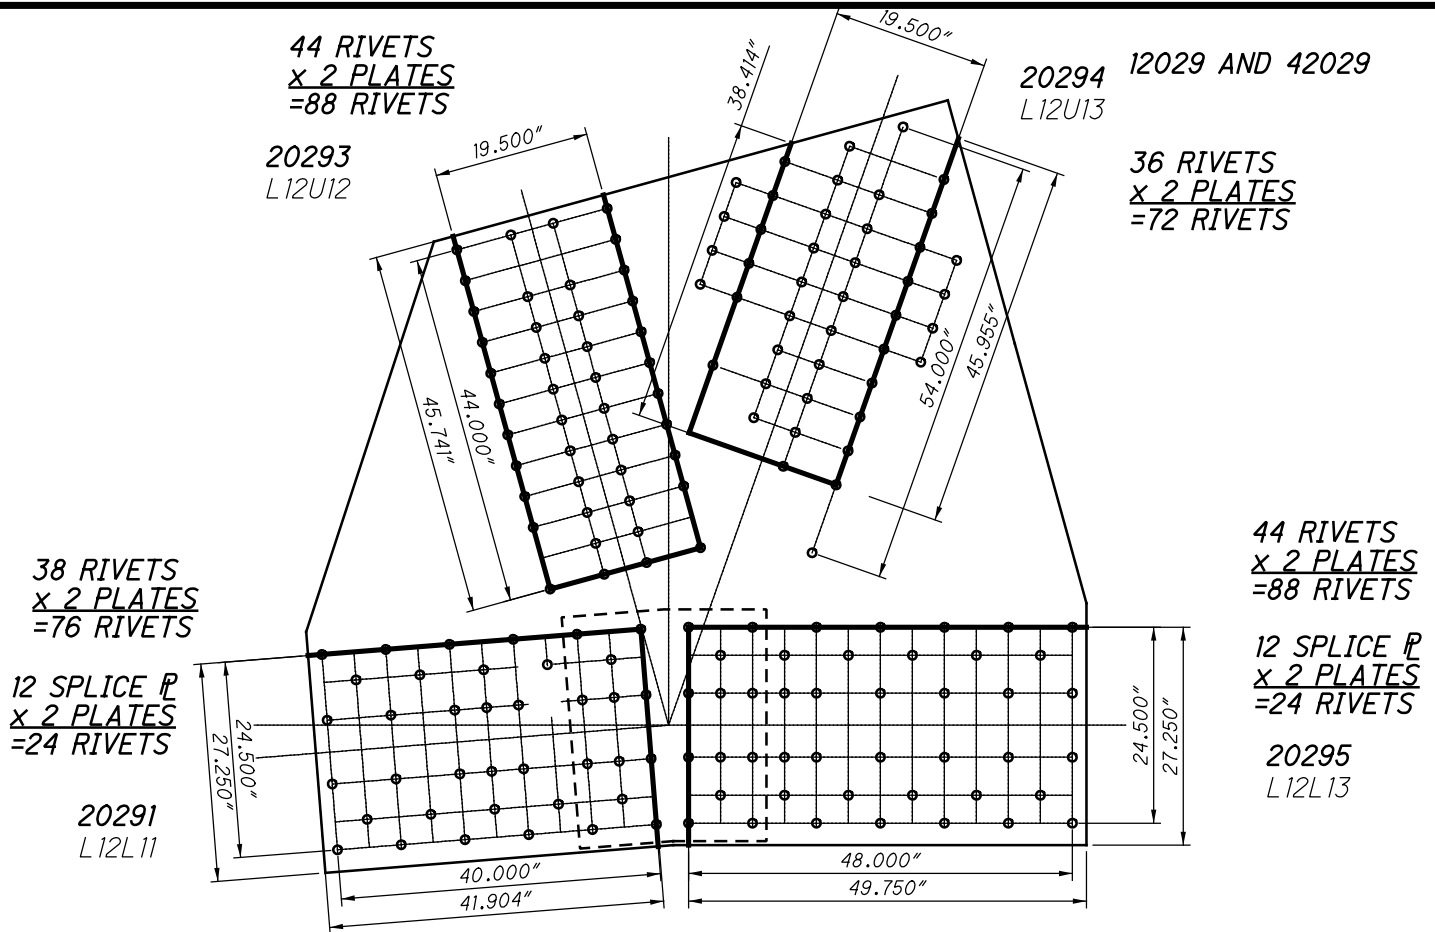 44 RIVETS
x 2 PLATES
=88 RIVETS
20293
L12U12
19.500"
38.414"
19.500"
20294
L12U13
12029 AND 42029
36 RIVETS
x 2 PLATES
=72 RIVETS
45.741"
44.000"
54.000"
45.955"
38 RIVETS
x 2 PLATES
=76 RIVETS
12 SPLICE ⅊
x 2 PLATES
=24 RIVETS
20291
L12L11
27.250"
24.500"
40.000"
41.904"
48.000"
49.750"
24.500"
27.250"
44 RIVETS
x 2 PLATES
=88 RIVETS
12 SPLICE ⅊
x 2 PLATES
=24 RIVETS
20295
L12L13